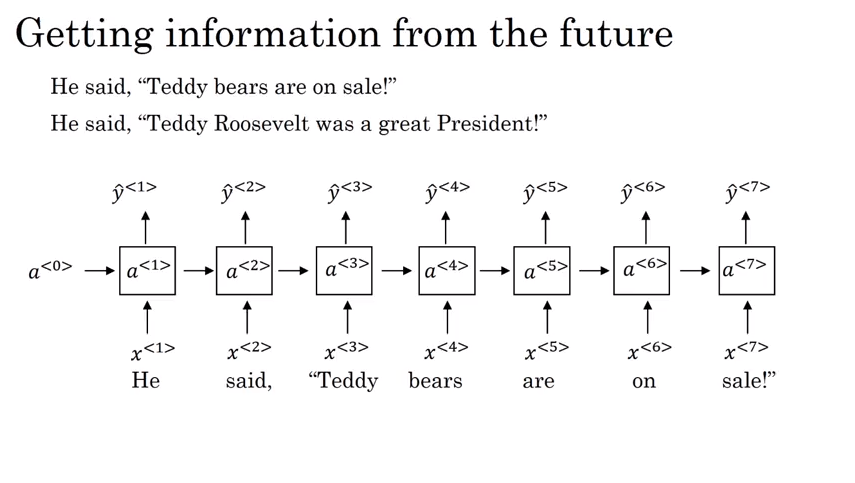 Getting information from the future
He said, “Teddy bears are on sale!”
He said, “Teddy Roosevelt was a great President!”
ŷ<1> ŷ<2> ŷ<3> ŷ<4> ŷ<5> ŷ<6> ŷ<7>
a<0> a<1> a<2> a<3> a<4> a<5> a<6> a<7>
x<1> x<2> x<3> x<4> x<5> x<6> x<7>
He said, “Teddy bears are on sale!”